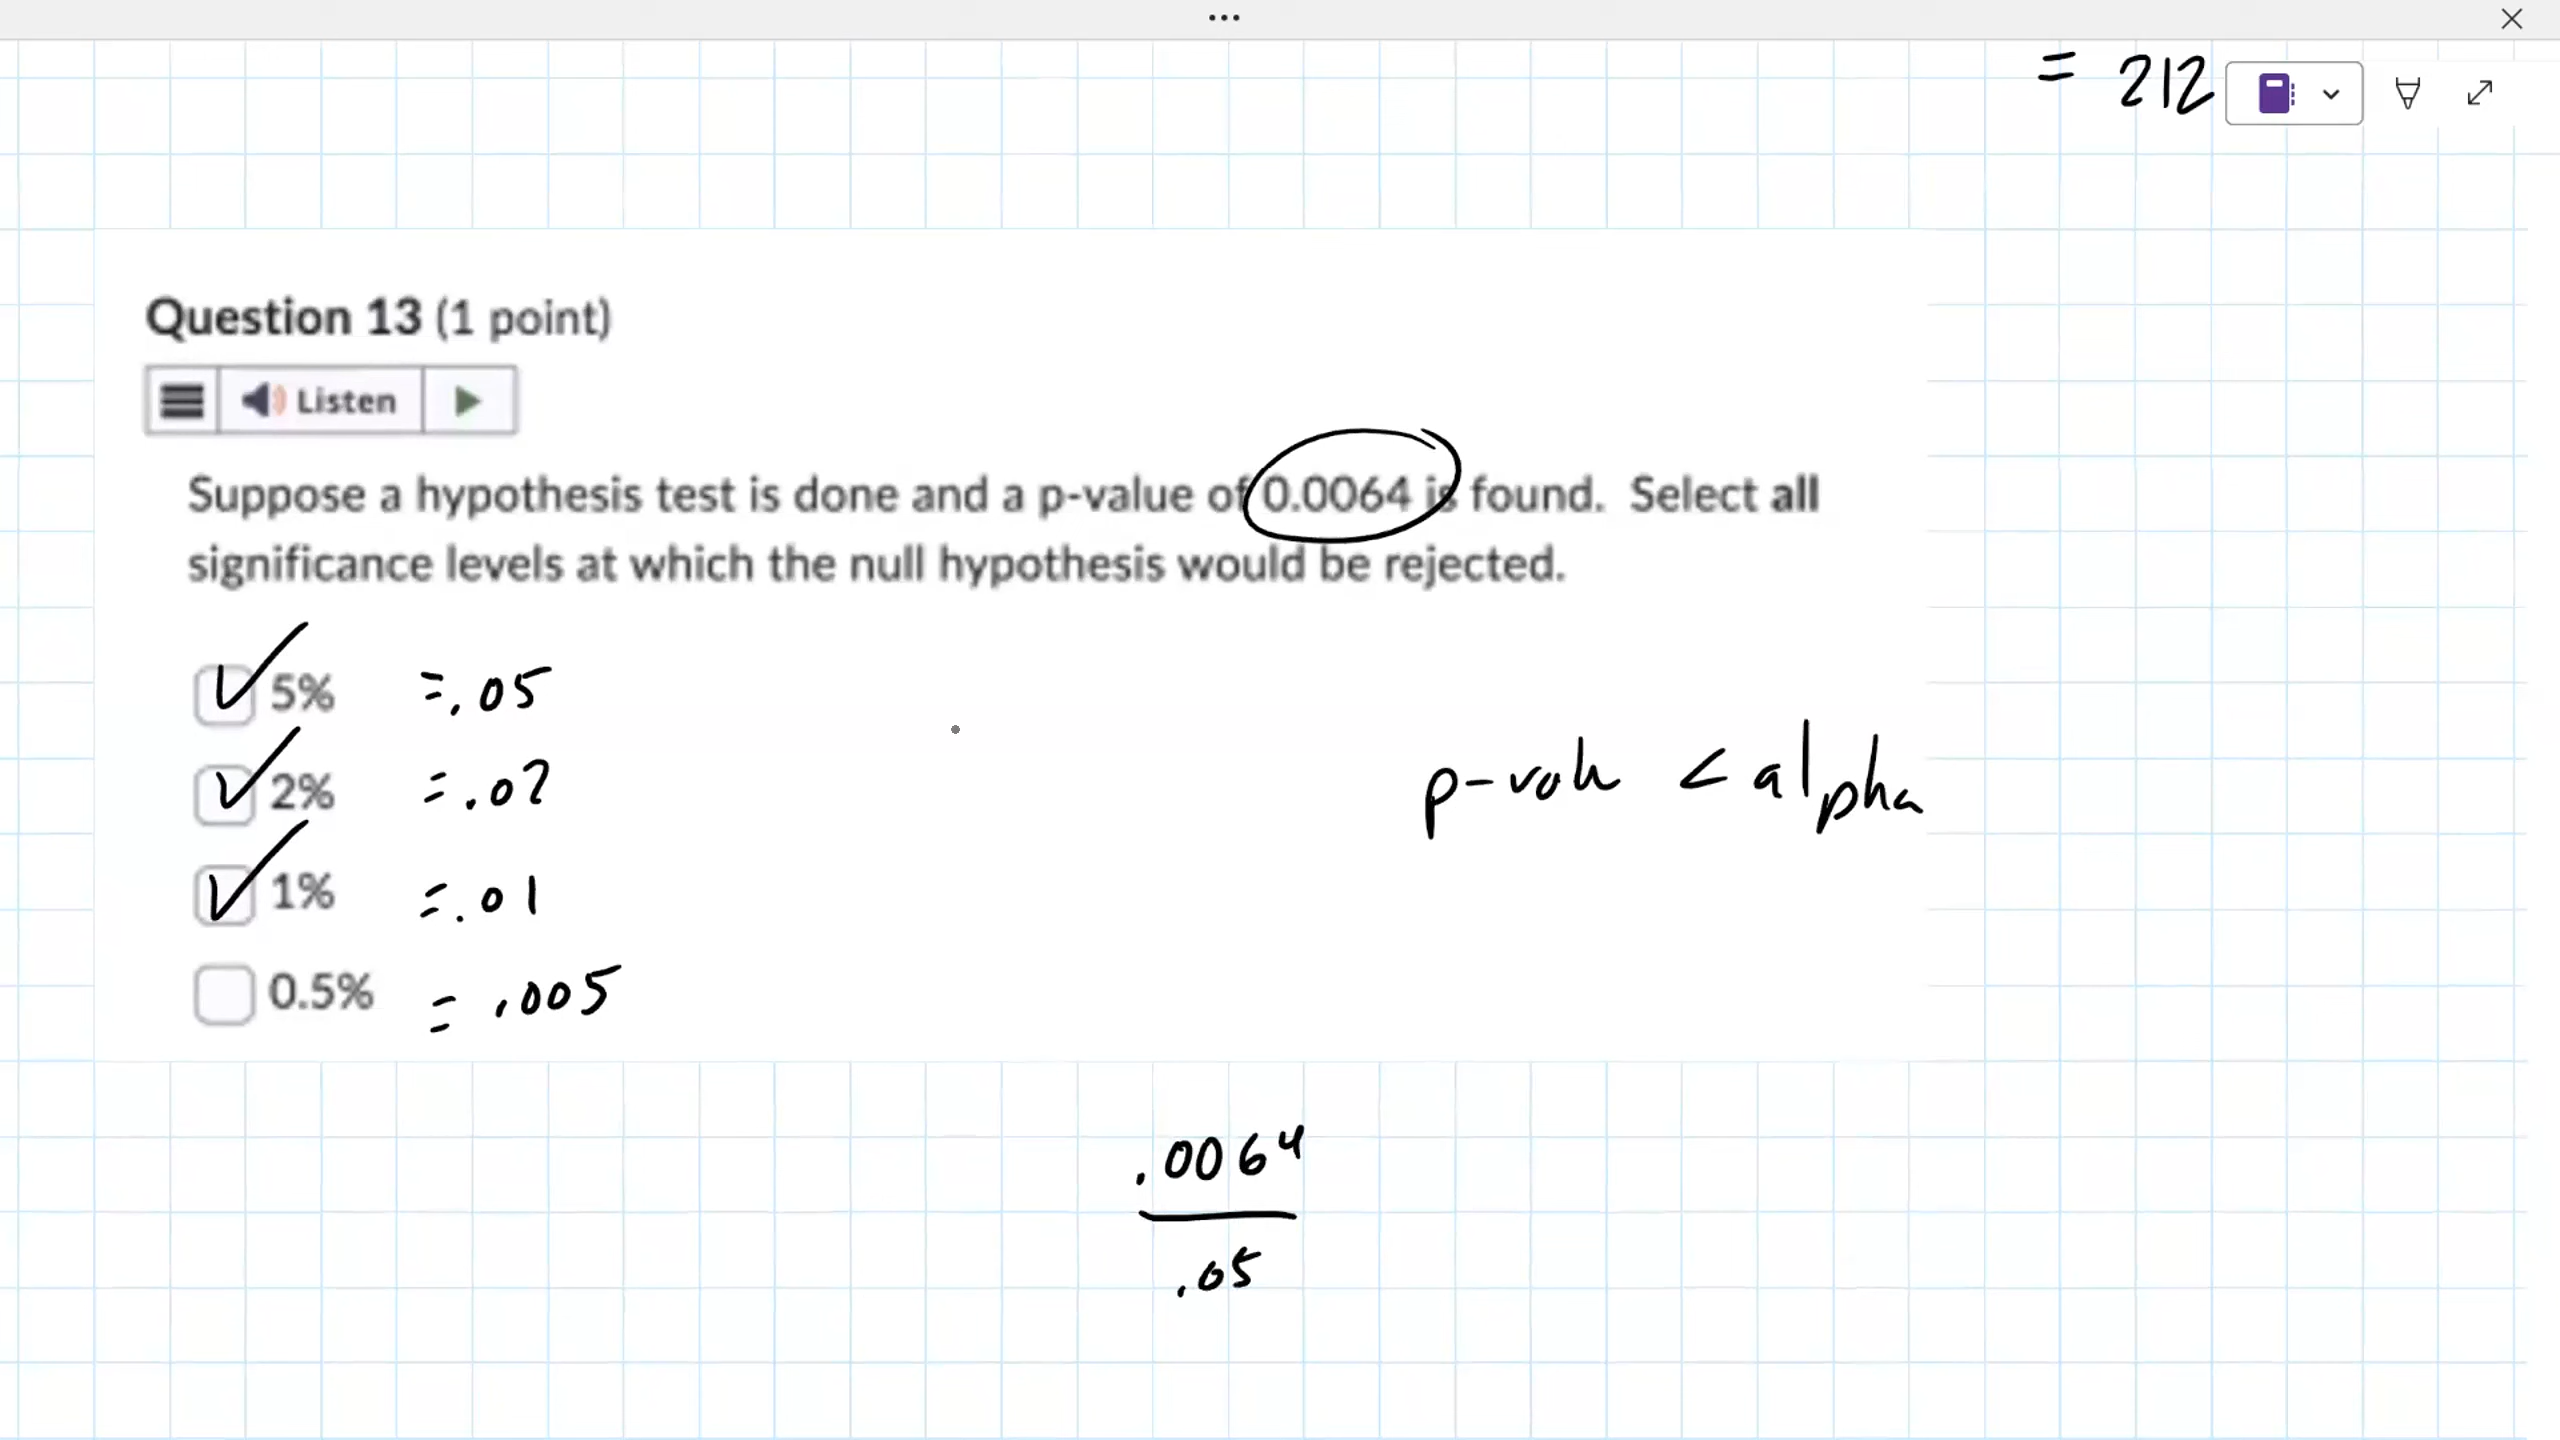 = 212
Question 13 (1 point)
Listen
Suppose a hypothesis test is done and a p-value of 0.0064 is found. Select all
significance levels at which the null hypothesis would be rejected.
5% =.05
2% =.02
p-val < alpha
1% =.01
0.5% = .005
.0064
.05